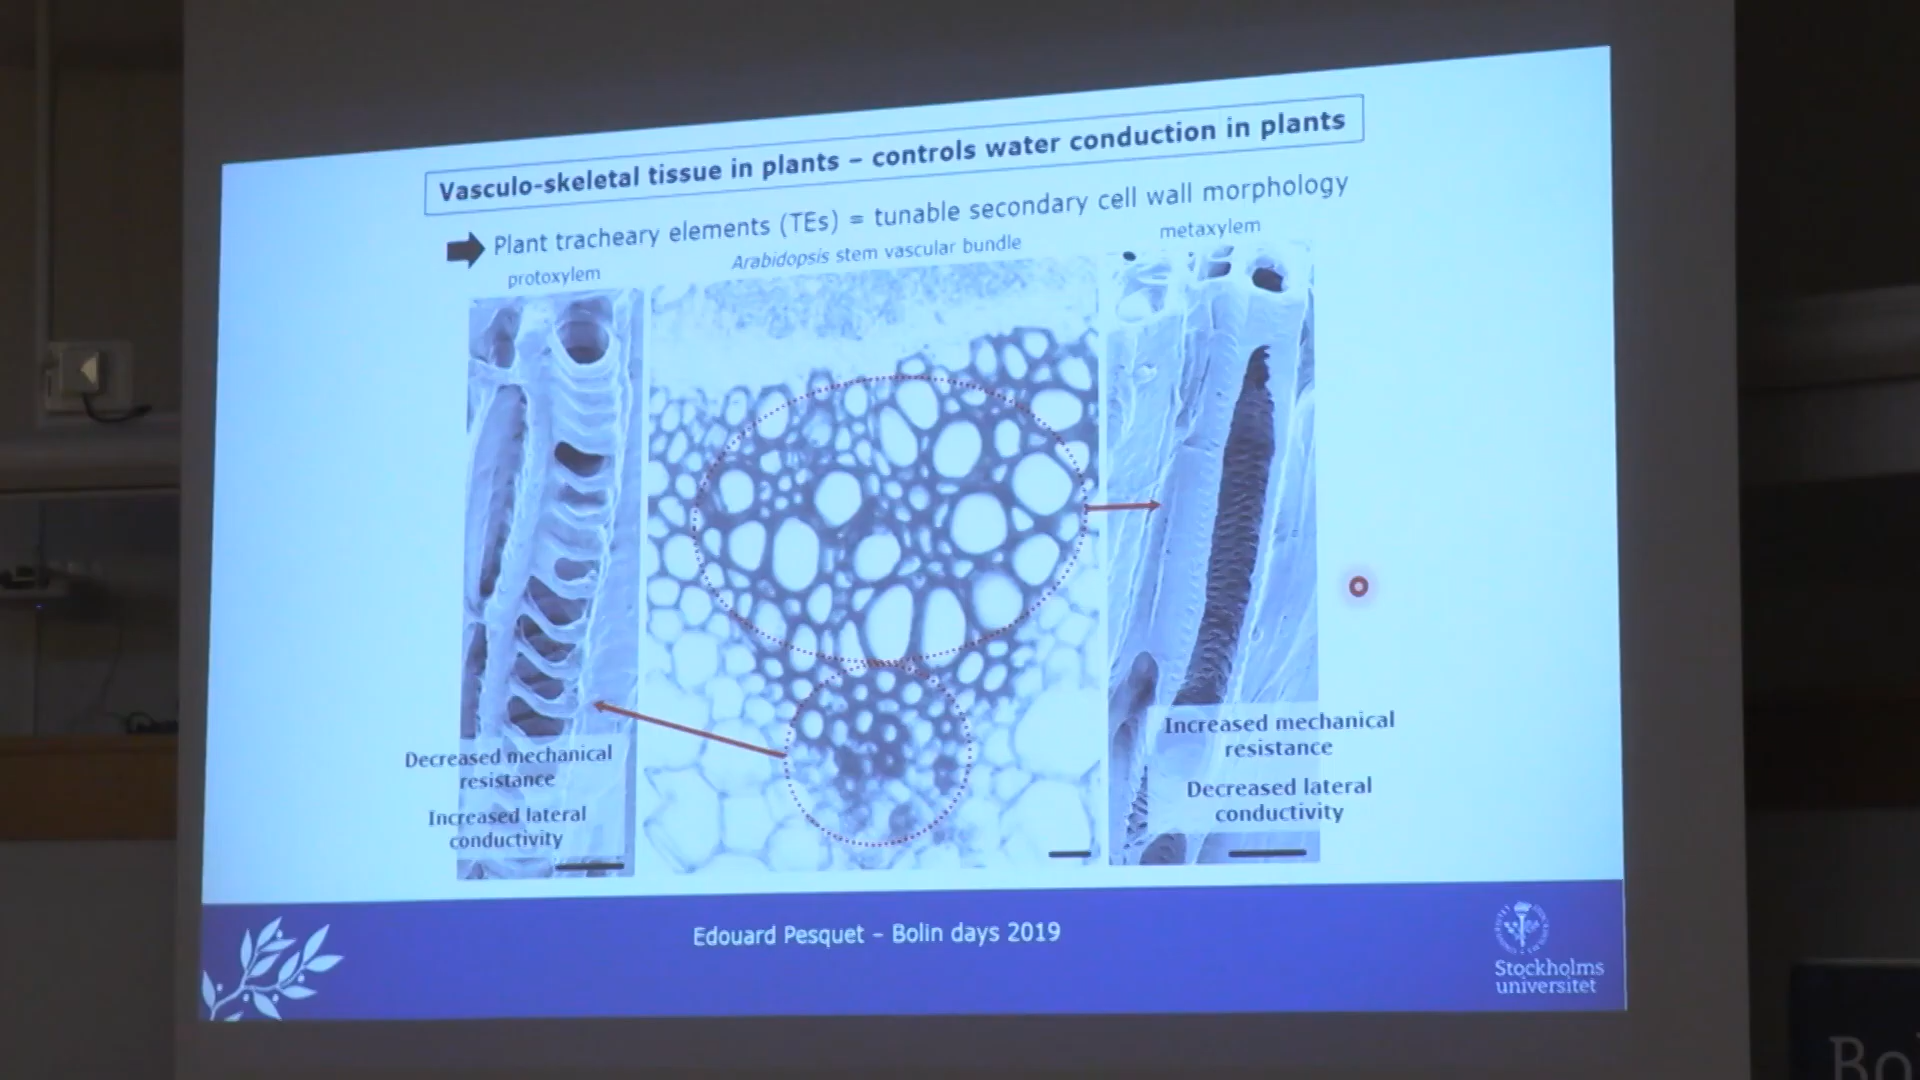 Vasculo-skeletal tissue in plants – controls water conduction in plants
Plant tracheary elements (TEs) = tunable secondary cell wall morphology
protoxylem
Arabidopsis stem vascular bundle
metaxylem
Decreased mechanical
resistance
Increased lateral
conductivity
Increased mechanical
resistance
Decreased lateral
conductivity
Edouard Pesquet – Bolin days 2019
Stockholms
universitet